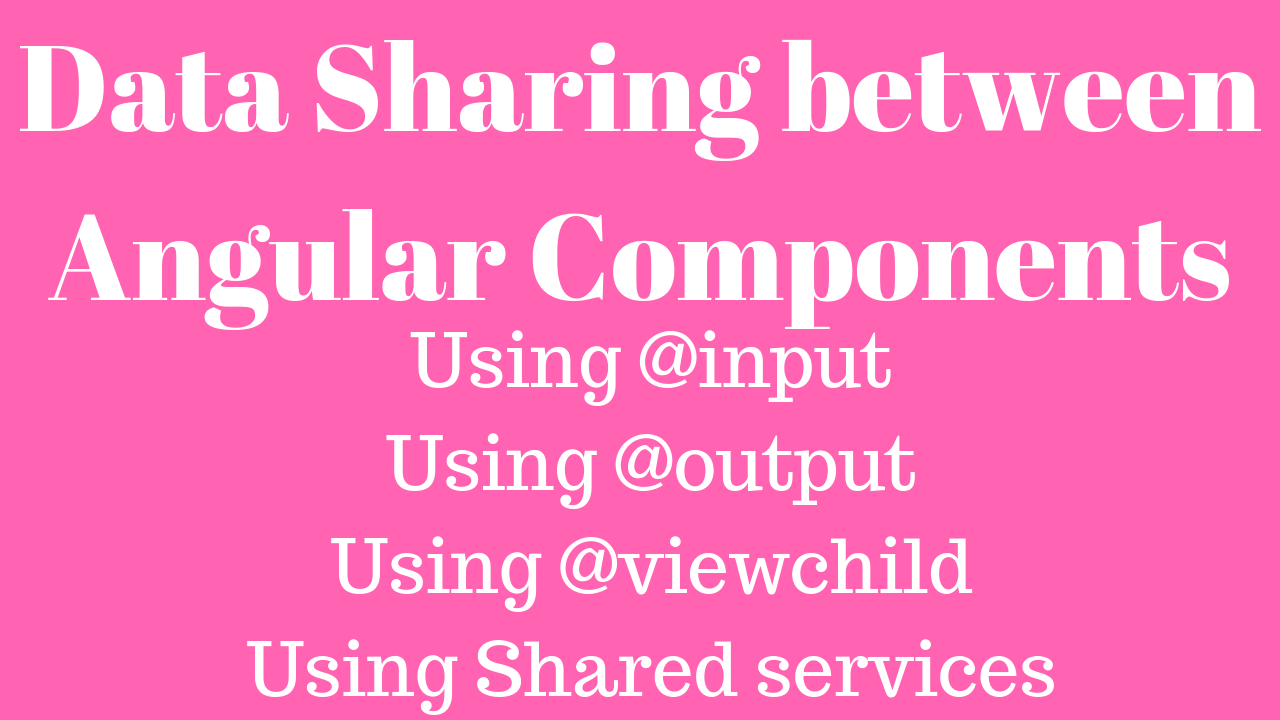 Data Sharing between
Angular Components
Using @input
Using @output
Using @viewchild
Using Shared services